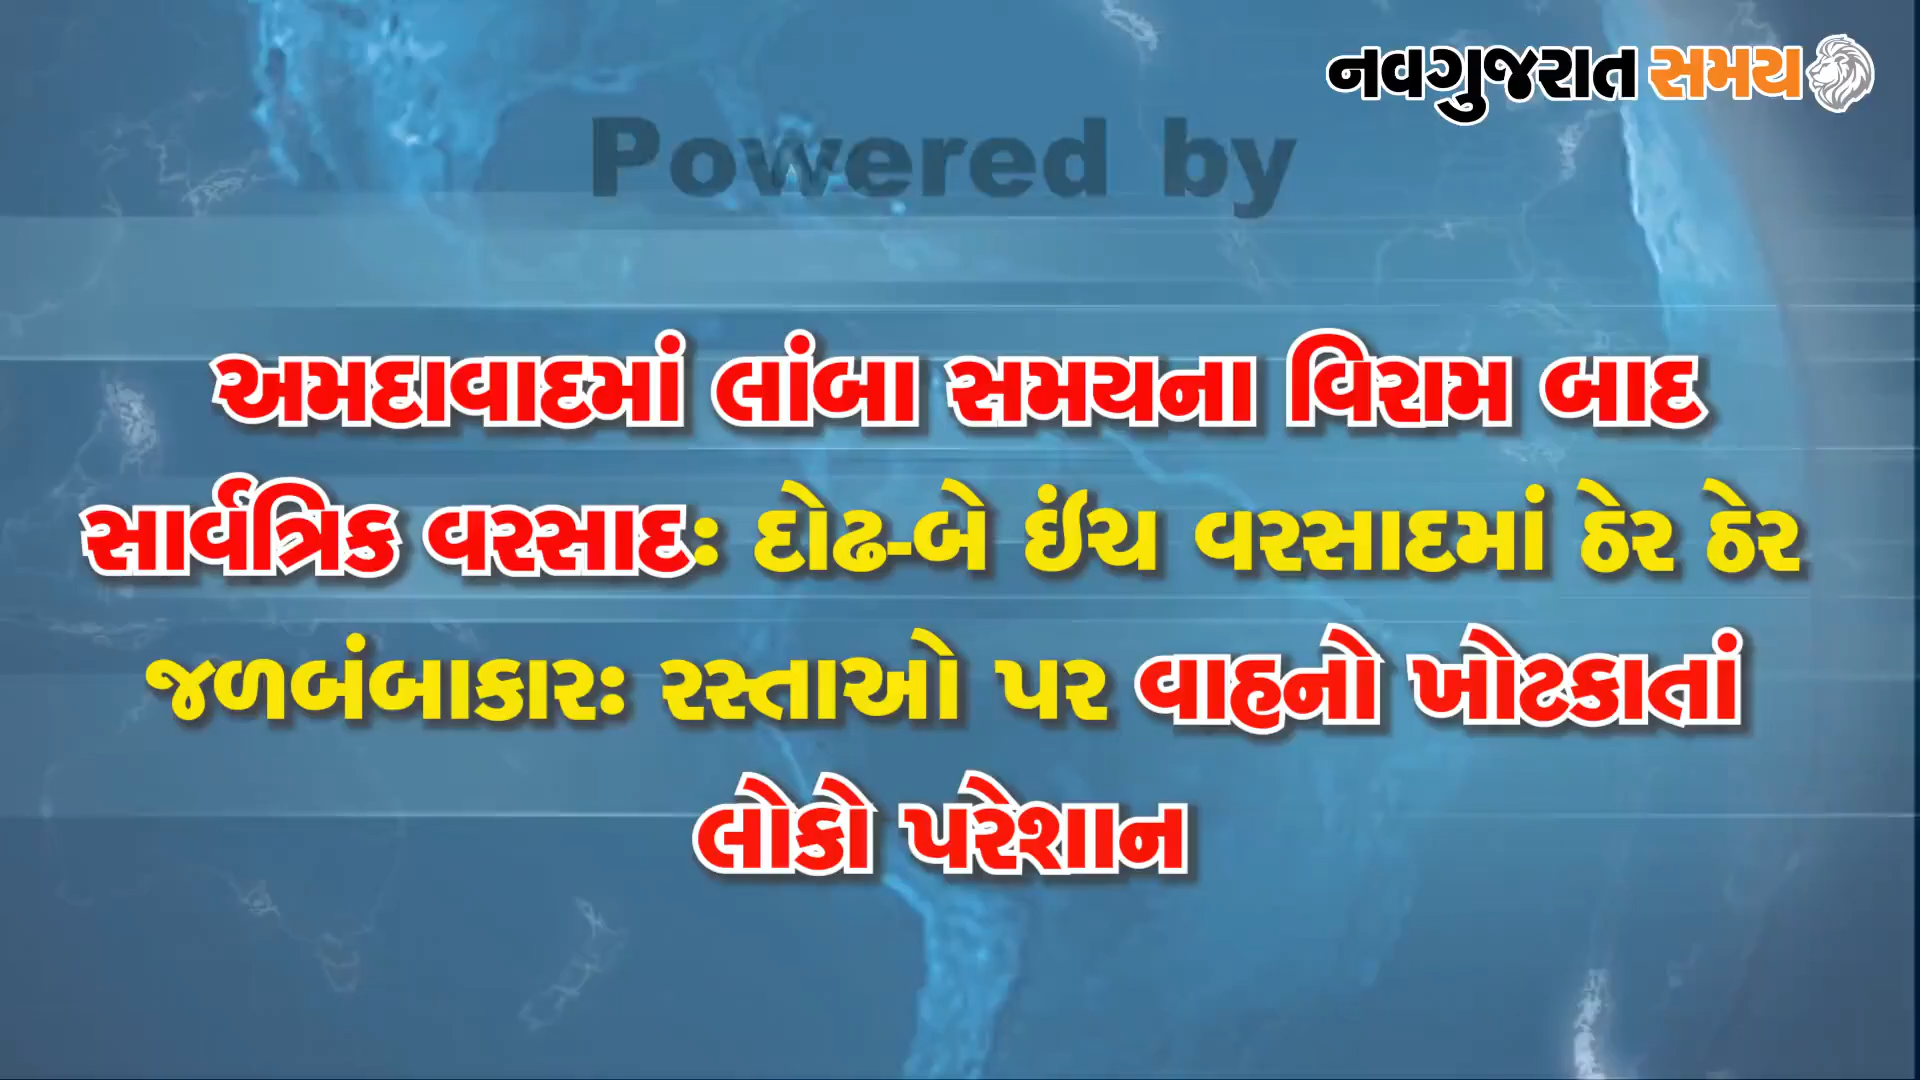 નવગુજરાત સમય
Powered by
અમદાવાદમાં લાંબા સમયના વિરામ બાદ
સાર્વત્રિક વરસાદઃ દોઢ-બે ઇંચ વરસાદમાં ઠેર ઠેર
જળબંબાકારઃ રસ્તાઓ પર વાહનો ખોટકાતાં
લોકો પરેશાન